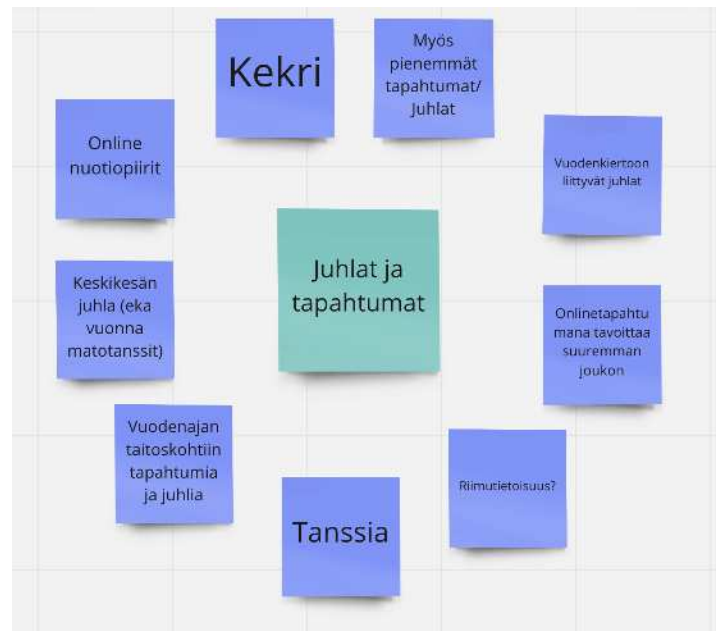 Kekri
Myös
pienemmät
tapahtumat/
Juhlat
Online
nuotiopiirit
Vuodenkiertoon
liittyvät juhlat
Juhlat ja
tapahtumat
Keskikesän
juhla (eka
vuonna
matotanssit)
Onlinetapahtu
mana tavoittaa
suuremman
joukon
Vuodenajan
taitoskohtiin
tapahtumia
ja juhlia
Riimutietoisuus?
Tanssia